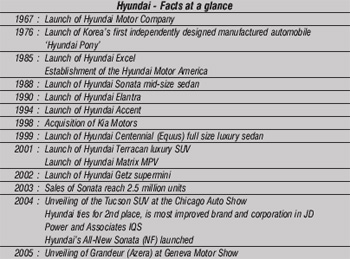 Hyundai - Facts at a glance
1967 : Launch of Hyundai Motor Company
1976 : Launch of Korea's first independently designed manufactured automobile
'Hyundai Pony'
1985 : Launch of Hyundai Excel
Establishment of the Hyundai Motor America
1988 : Launch of Hyundai Sonata mid-size sedan
1990 : Launch of Hyundai Elantra
1994 : Launch of Hyundai Accent
1998 : Acquisition of Kia Motors
1999 : Launch of Hyundai Centennial (Equus) full size luxury sedan
2001 : Launch of Hyundai Terracan luxury SUV
Launch of Hyundai Matrix MPV
2002 : Launch of Hyundai Getz supermini
2003 : Sales of Sonata reach 2.5 million units
2004 : Unveiling of the Tucson SUV at the Chicago Auto Show
Hyundai ties for 2nd place, is most improved brand and corporation in JD
Power and Associates IQS
Hyundai's All-New Sonata (NF) launched
2005 : Unveiling of Grandeur (Azera) at Geneva Motor Show